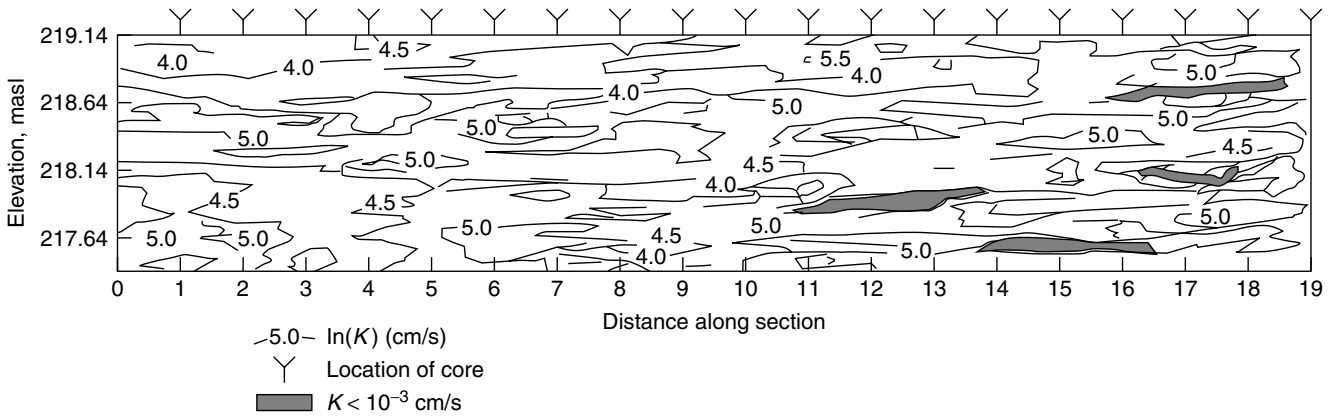 219.14
218.64
218.14
217.64
Elevation, masl
4.5
4.0 4.0 5.5 4.0 5.0
4.0 5.0
5.0 5.0 5.0 5.0
5.0 4.5 4.5
4.5 4.5 4.0
5.0 5.0 5.0 4.5 5.0 5.0 5.0
4.0
0 1 2 3 4 5 6 7 8 9 10 11 12 13 14 15 16 17 18 19
Distance along section
5.0 ln(K) (cm/s)
Location of core
K < 10⁻³ cm/s